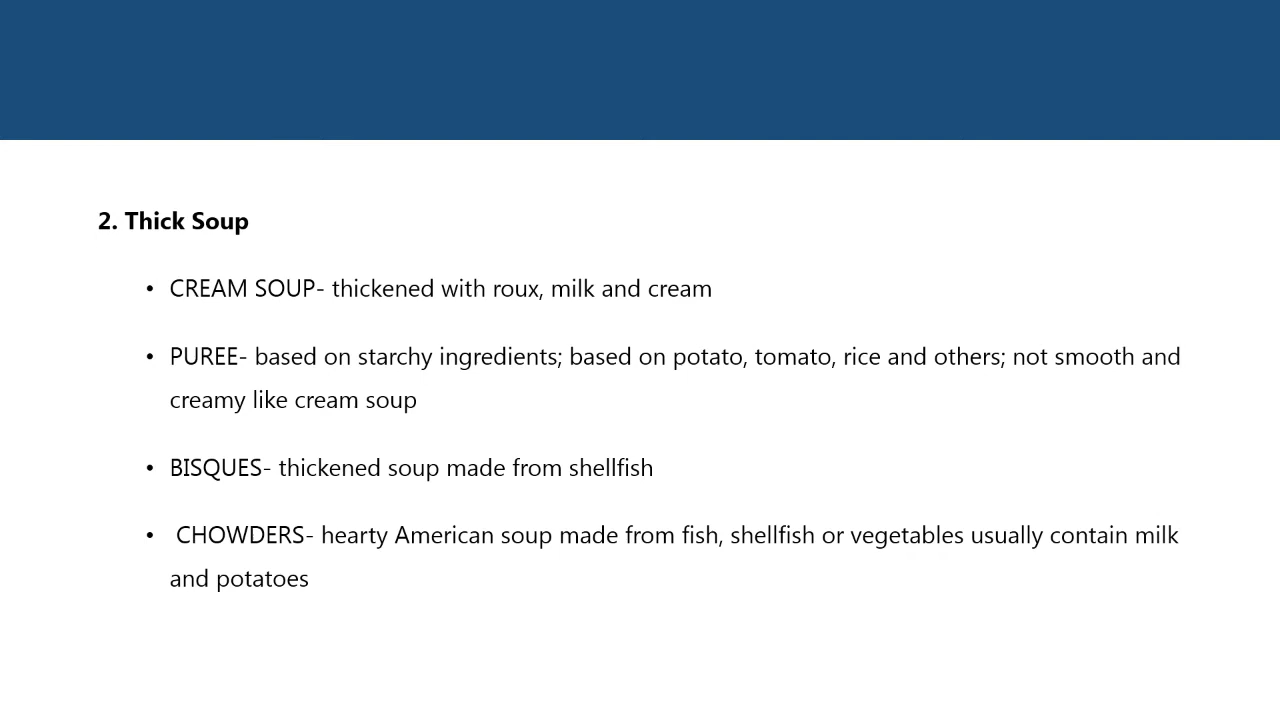 2. Thick Soup
• CREAM SOUP- thickened with roux, milk and cream
• PUREE- based on starchy ingredients; based on potato, tomato, rice and others; not smooth and
creamy like cream soup
• BISQUES- thickened soup made from shellfish
• CHOWDERS- hearty American soup made from fish, shellfish or vegetables usually contain milk
and potatoes